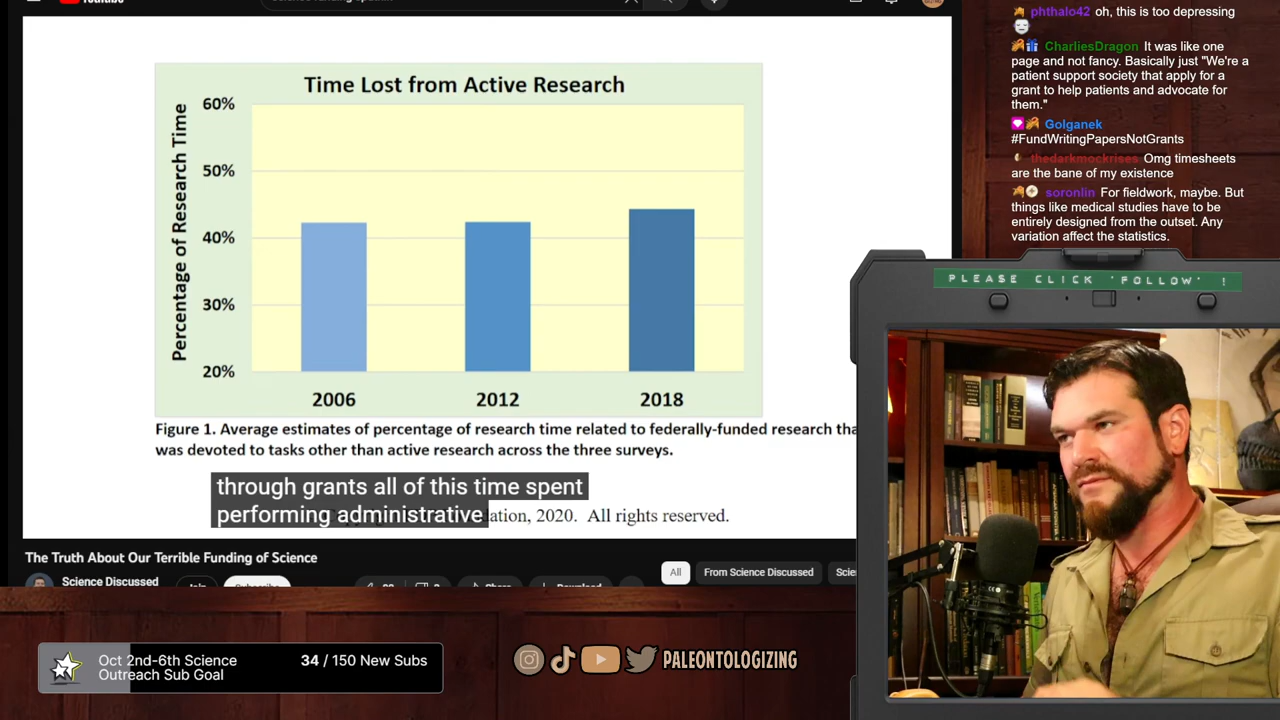 Time Lost from Active Research
Percentage of Research Time
60%
50%
40%
30%
20%
2006
2012
2018
Figure 1. Average estimates of percentage of research time related to federally-funded research tha
was devoted to tasks other than active research across the three surveys.
through grants all of this time spent
performing administrative
2020. All rights reserved.
The Truth About Our Terrible Funding of Science
Science Discussed
Join
Subscribe
Share
Download
All
From Science Discussed
Oct 2nd-6th Science
Outreach Sub Goal
34 / 150 New Subs
PALEONTOLOGIZING
phthalo42 oh, this is too depressing
CharliesDragon It was like one
page and not fancy. Basically just "We're a
patient support society that apply for a
grant to help patients and advocate for
them."
Golganek
#FundWritingPapersNotGrants
thedarkmockrises Omg timesheets
are the bane of my existence
soronlin For fieldwork, maybe. But
things like medical studies have to be
entirely designed from the outset. Any
variation affect the statistics.
PLEASE CLICK 'FOLLOW' !